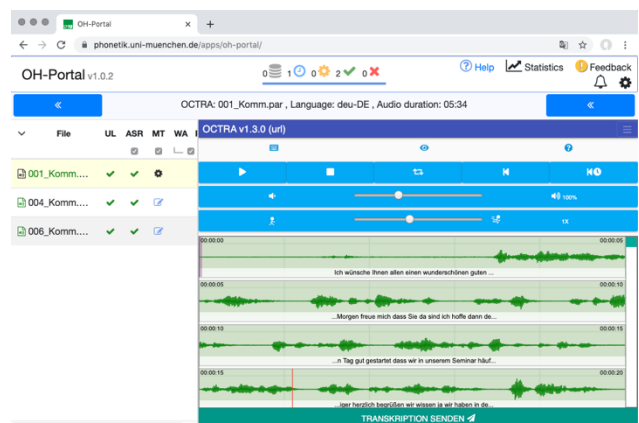 OH-Portal
phonetik.uni-muenchen.de/apps/oh-portal/
OH-Portal v1.0.2
0 1 0 2 0
Help Statistics Feedback
OCTRA: 001_Komm.par , Language: deu-DE , Audio duration: 05:34
File UL ASR MT WA
OCTRA v1.3.0 (url)
001_Komm....
004_Komm....
006_Komm....
100%
1X
00:00:00 00:00:05
Ich wünsche Ihnen allen einen wunderschönen guten ...
00:00:05 00:00:10
...Morgen freue mich dass Sie da sind ich hoffe dann de...
00:00:10 00:00:15
...n Tag gut gestartet dass wir in unserem Seminar häuf...
00:00:15 00:00:20
...iger herzlich begrüßen wir wissen ja wir haben in de...
TRANSKRIPTION SENDEN